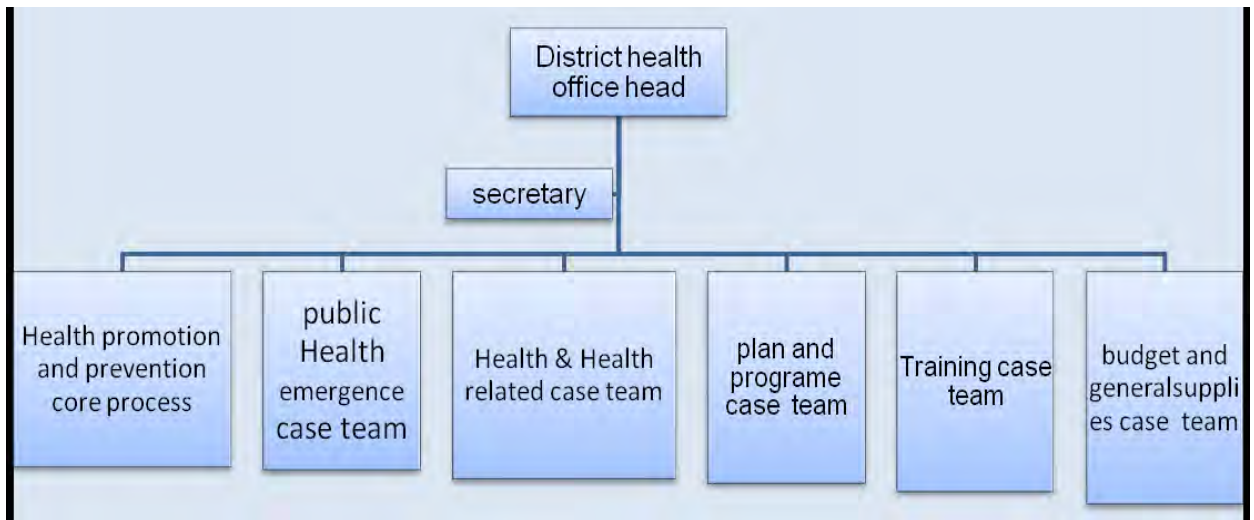 District health
office head
secretary
Health promotion
and prevention
core process
public
Health
emergence
case team
Health & Health
related case team
plan and
programe
case team
Training case
team
budget and
generalsuppli
es case team